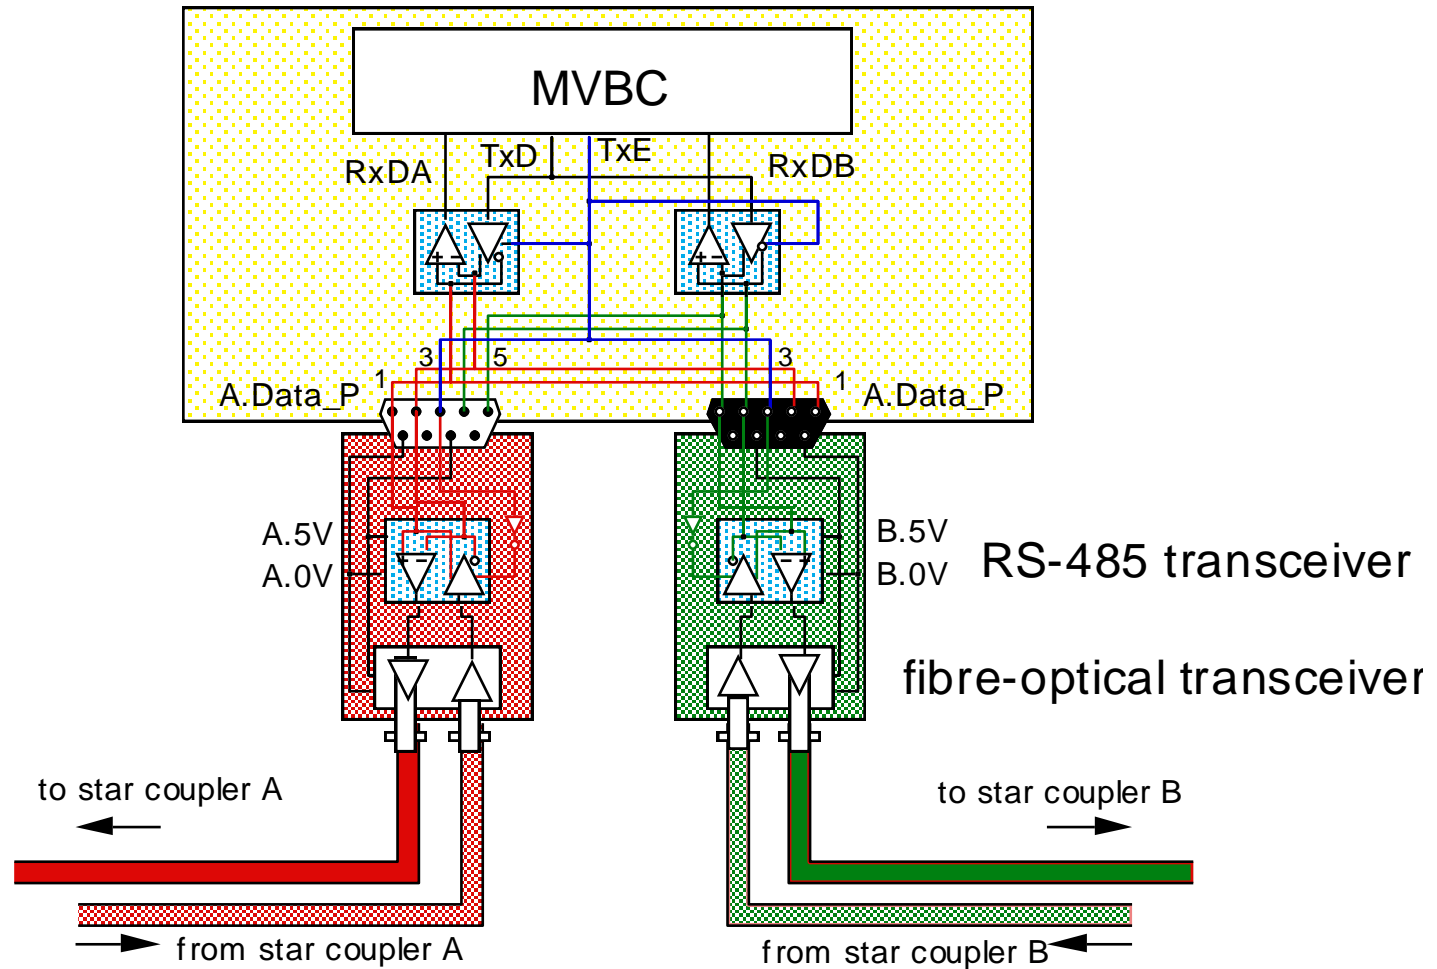 MVBC
TxD
TxE
RxDA
RxDB
3
5
3
1
1
A.Data_P
A.Data_P
+ -
+ -
A.5V
B.5V
A.0V
B.0V
RS-485 transceiver
- +
+ -
fibre-optical transceiver
to star coupler A
to star coupler B
from star coupler A
from star coupler B